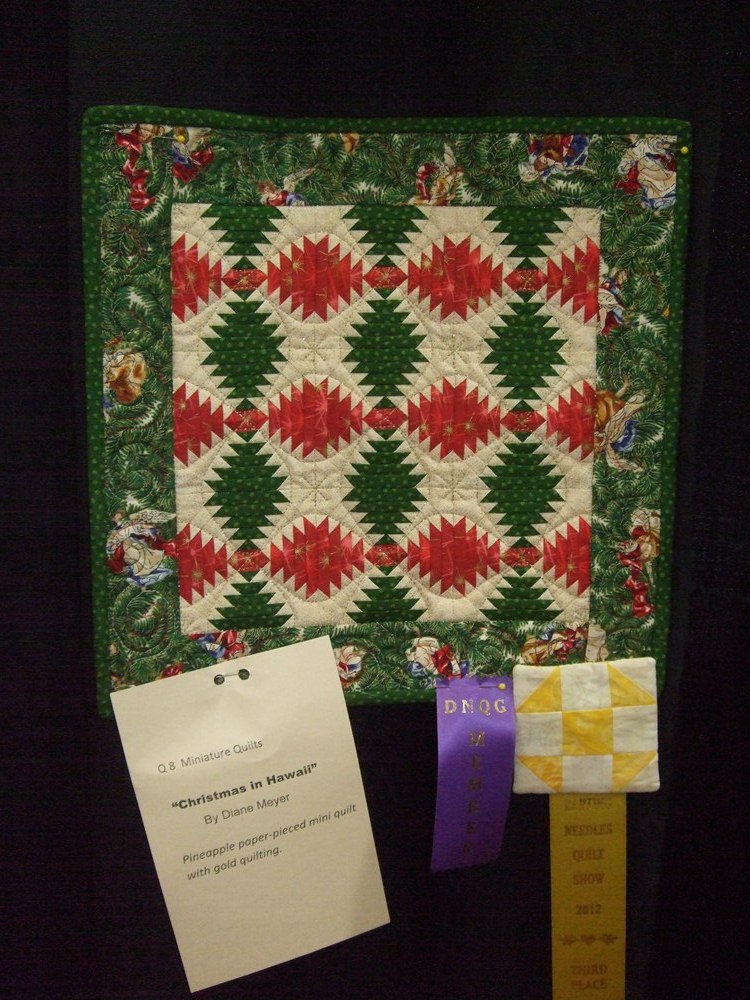 Q 8 Miniature Quilts
"Christmas in Hawaii"
By Diane Meyer
Pineapple paper-pieced mini quilt
with gold quilting.
DNQG
MEMBER
NEEDLES
QUILT
SHOW
2012
THIRD
PLACE